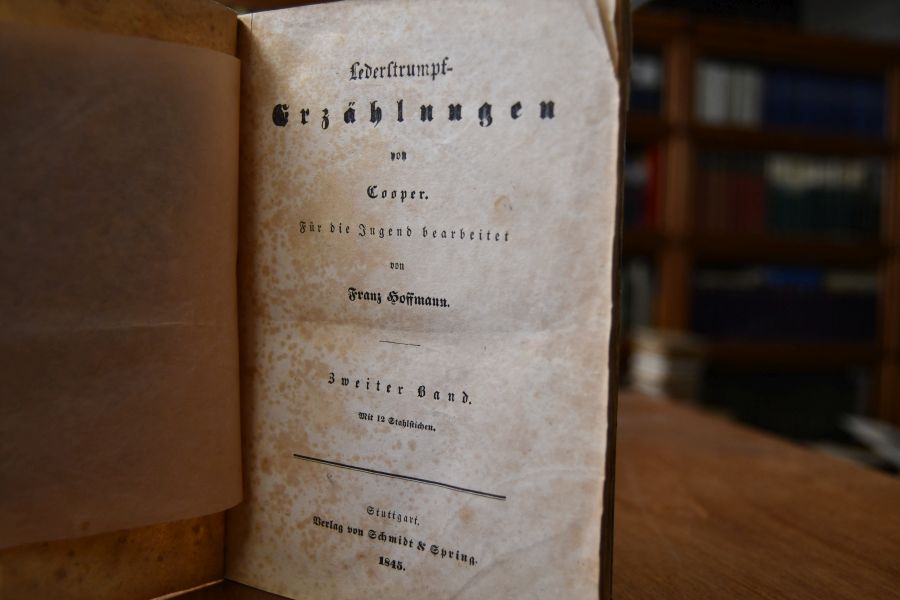 Lederſtrumpf-
Erzählungen
von
Cooper.
Für die Jugend bearbeitet
von
Franz Hoffmann.
Zweiter Band.
Mit 12 Stahlſtichen.
Stuttgart.
Verlag von Schmidt & Spring.
1845.